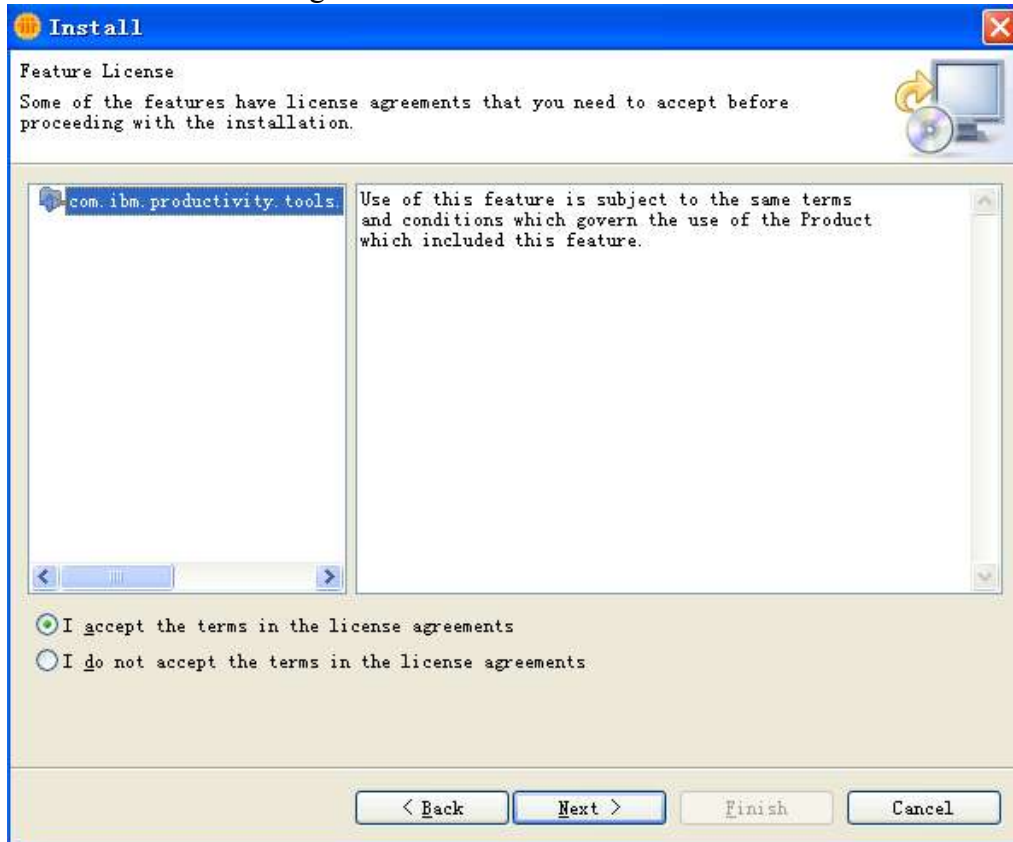 Install
Feature License
Some of the features have license agreements that you need to accept before
proceeding with the installation.
com.ibm.productivity.tools.
Use of this feature is subject to the same terms
and conditions which govern the use of the Product
which included this feature.
I accept the terms in the license agreements
I do not accept the terms in the license agreements
< Back
Next >
Finish
Cancel